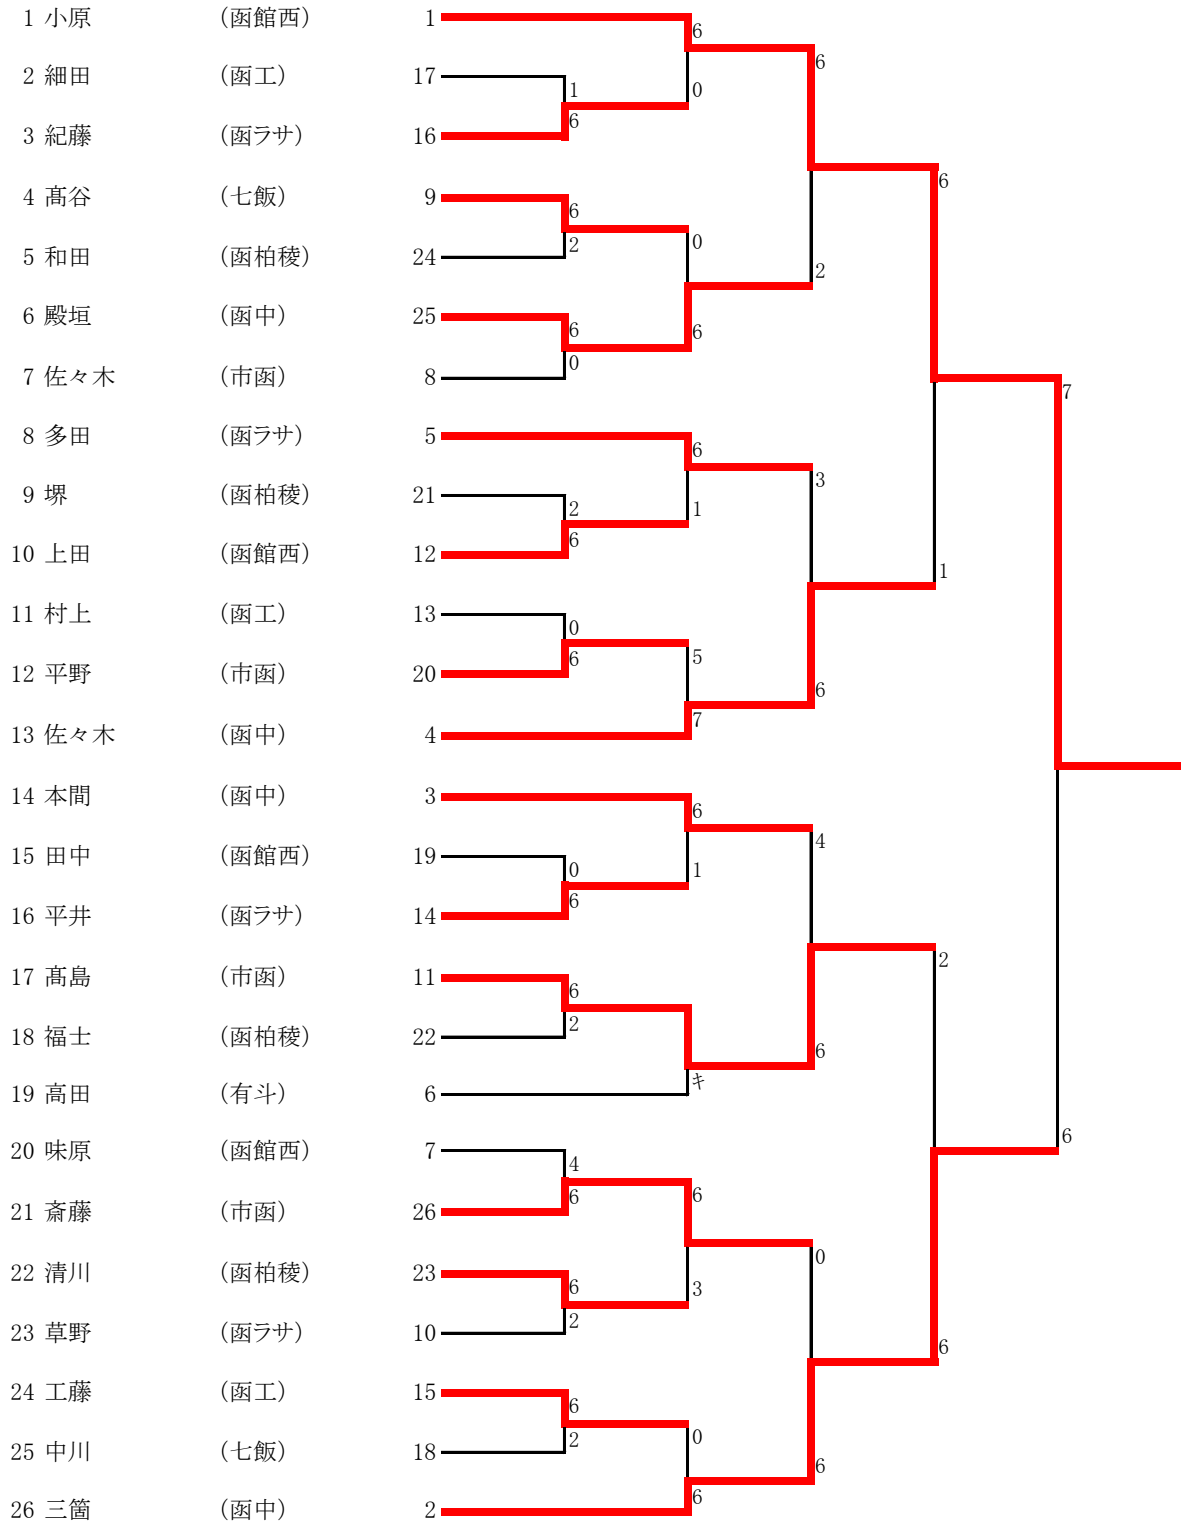 1 小原 (函館西) 1
6
6
2 細田 (函工) 17
1
0
6
3 紀藤 (函ラサ) 16
6
4 髙谷 (七飯) 9
6
0
5 和田 (函柏稜) 24
2
2
6 殿垣 (函中) 25
6
6
0
7 佐々木 (市函) 8
7
8 多田 (函ラサ) 5
6
3
9 堺 (函柏稜) 21
2
1
6
10 上田 (函館西) 12
1
11 村上 (函工) 13
0
5
6
12 平野 (市函) 20
6
7
13 佐々木 (函中) 4
14 本間 (函中) 3
6
4
15 田中 (函館西) 19
0
1
6
16 平井 (函ラサ) 14
2
17 髙島 (市函) 11
6
2
18 福士 (函柏稜) 22
6
キ
19 高田 (有斗) 6
6
20 味原 (函館西) 7
4
6
6
21 斎藤 (市函) 26
0
22 清川 (函柏稜) 23
6
3
2
23 草野 (函ラサ) 10
6
24 工藤 (函工) 15
6
0
2
25 中川 (七飯) 18
6
6
26 三箇 (函中) 2